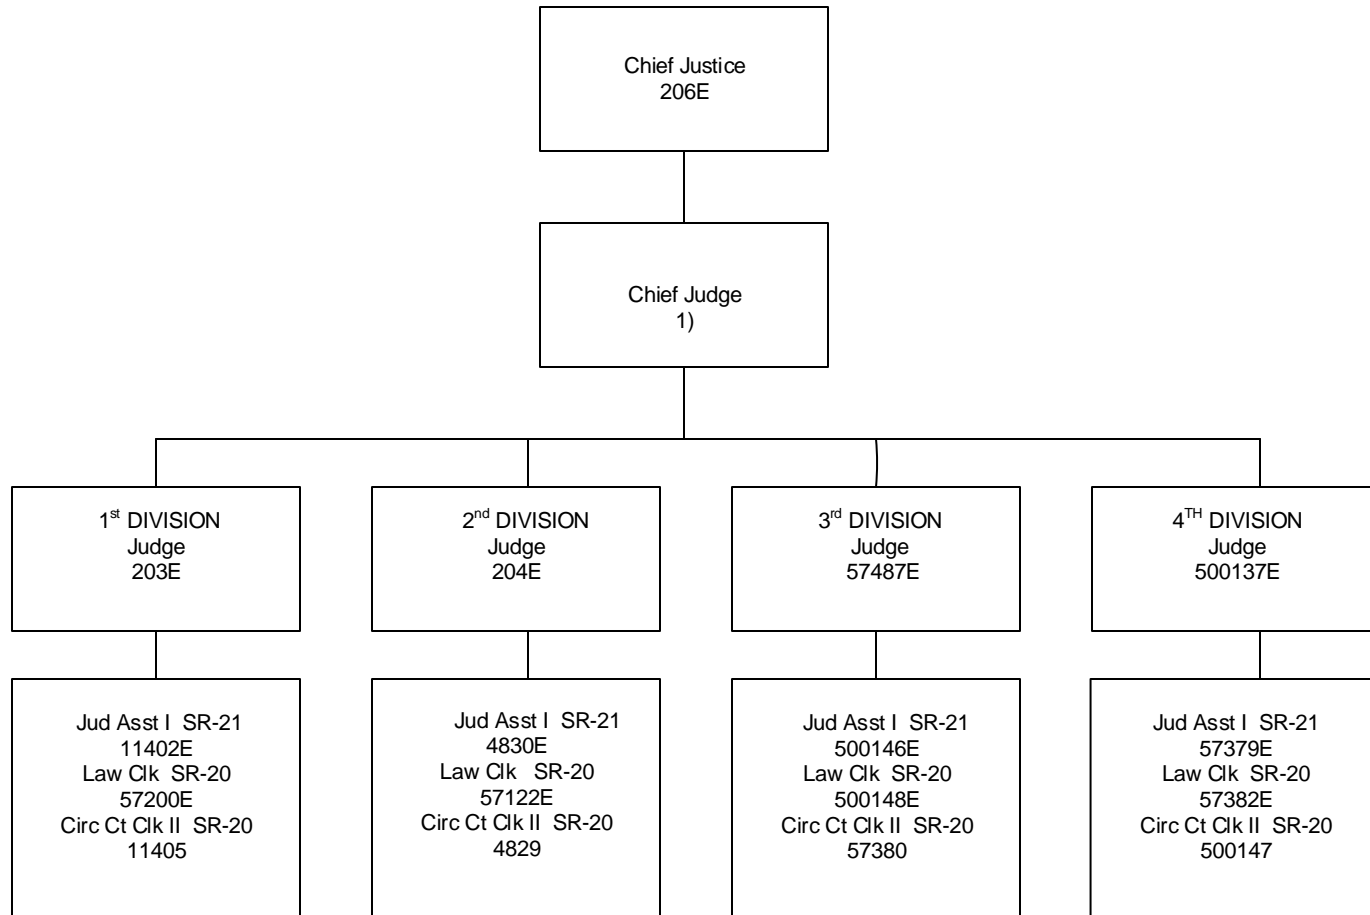 Chief Justice
206E
Chief Judge
1)
1st DIVISION
Judge
203E
2nd DIVISION
Judge
204E
3rd DIVISION
Judge
57487E
4TH DIVISION
Judge
500137E
Jud Asst I SR-21
11402E
Law Clk SR-20
57200E
Circ Ct Clk II SR-20
11405
Jud Asst I SR-21
4830E
Law Clk SR-20
57122E
Circ Ct Clk II SR-20
4829
Jud Asst I SR-21
500146E
Law Clk SR-20
500148E
Circ Ct Clk II SR-20
57380
Jud Asst I SR-21
57379E
Law Clk SR-20
57382E
Circ Ct Clk II SR-20
500147